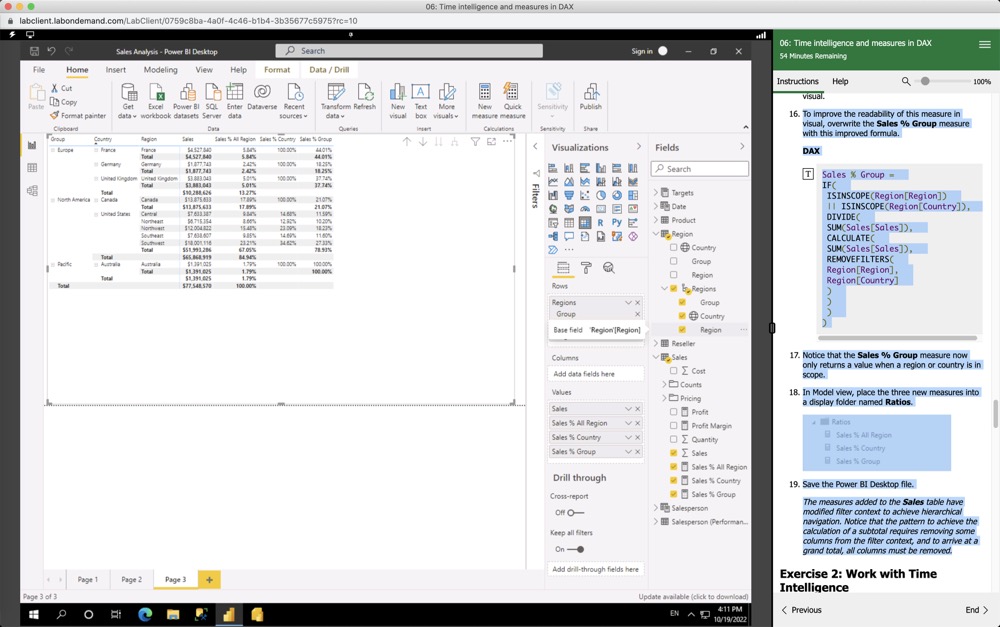 06: Time intelligence and measures in DAX
labclient.labondemand.com/LabClient/0759c8ba-4a0f-4c46-b1b4-3b35677c5975?rc=10
Sales Analysis - Power BI Desktop
Search
Sign in
File Home Insert Modeling View Help Format Data / Drill
Paste
Cut
Copy
Format painter
Get data
Excel workbook
Power BI datasets
SQL Server
Enter data
Dataverse
Recent sources
Transform data
Refresh
New visual
Text box
More visuals
New measure
Quick measure
Sensitivity
Publish
Clipboard
Data
Queries
Insert
Calculations
Sensitivity
Share
Group Country Region Sales Sales % All Region Sales % Country Sales % Group
Europe France France $4,527,840 5.84% 100.00% 44.01%
Total $4,527,840 5.84% 44.01%
Germany Germany $1,877,743 2.42% 100.00% 18.25%
Total $1,877,743 2.42% 18.25%
United Kingdom United Kingdom $3,883,043 5.01% 100.00% 37.74%
Total $3,883,043 5.01% 37.74%
Total $10,288,626 13.27%
North America Canada Canada $13,875,633 17.89% 100.00% 21.07%
Total $13,875,633 17.89% 21.07%
United States Central $7,633,387 9.84% 14.68% 11.59%
Northeast $6,715,354 8.66% 12.92% 10.20%
Northwest $12,004,822 15.48% 23.09% 18.23%
Southeast $7,638,607 9.85% 14.69% 11.60%
Southwest $18,001,116 23.21% 34.62% 27.33%
Total $51,993,286 67.05% 78.93%
Total $65,868,919 84.94%
Pacific Australia Australia $1,391,025 1.79% 100.00% 100.00%
Total $1,391,025 1.79% 100.00%
Total $1,391,025 1.79%
Total $77,548,570 100.00%
Filters
Visualizations
Rows
Regions
Group
Base field 'Region'[Region]
Columns
Add data fields here
Values
Sales
Sales % All Region
Sales % Country
Sales % Group
Drill through
Cross-report
Off
Keep all filters
On
Add drill-through fields here
Fields
Search
Targets
Date
Product
Region
Country
Group
Region
Regions
Group
Country
Region
Reseller
Sales
Cost
Counts
Pricing
Profit
Profit Margin
Quantity
Sales
Sales % All Region
Sales % Country
Sales % Group
Salesperson
Salesperson (Performan...
Page 1 Page 2 Page 3
Page 3 of 3
Update available (click to download)
EN
4:11 PM
10/19/2022
06: Time intelligence and measures in DAX
54 Minutes Remaining
Instructions Help
100%
visual.
16. To improve the readability of this measure in
visual, overwrite the Sales % Group measure
with this improved formula.
DAX
T
Sales % Group =
IF(
ISINSCOPE(Region[Region])
|| ISINSCOPE(Region[Country]),
DIVIDE(
SUM(Sales[Sales]),
CALCULATE(
SUM(Sales[Sales]),
REMOVEFILTERS(
Region[Region],
Region[Country]
)
)
)
)
17. Notice that the Sales % Group measure now
only returns a value when a region or country is in
scope.
18. In Model view, place the three new measures into
a display folder named Ratios.
Ratios
Sales % All Region
Sales % Country
Sales % Group
19. Save the Power BI Desktop file.
The measures added to the Sales table have
modified filter context to achieve hierarchical
navigation. Notice that the pattern to achieve the
calculation of a subtotal requires removing some
columns from the filter context, and to arrive at a
grand total, all columns must be removed.
Exercise 2: Work with Time
Intelligence
Previous
End